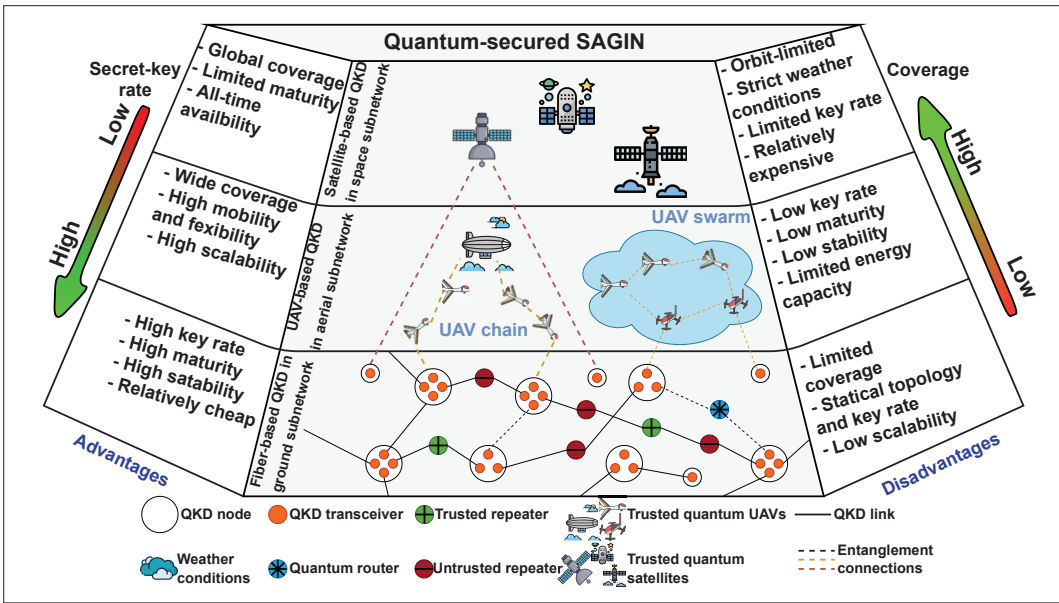 Quantum-secured SAGIN
Secret-key
rate
Low
High
- Global coverage
- Limited maturity
- All-time
availbility
- Wide coverage
- High mobility
and fexibility
- High scalability
- High key rate
- High maturity
- High satability
- Relatively cheap
Advantages
Satellite-based QKD
in space subnetwork
UAV-based QKD
in aerial subnetwork
Fiber-based QKD in
ground subnetwork
UAV swarm
UAV chain
- Orbit-limited
- Strict weather
conditions
- Limited key rate
- Relatively
expensive
- Low key rate
- Low maturity
- Low stability
- Limited energy
capacity
- Limited
coverage
- Statical topology
and key rate
- Low scalability
Disadvantages
Coverage
High
Low
QKD node
QKD transceiver
Trusted repeater
Trusted quantum UAVs
QKD link
Weather
conditions
Quantum router
Untrusted repeater
Trusted quantum
satellites
Entanglement
connections